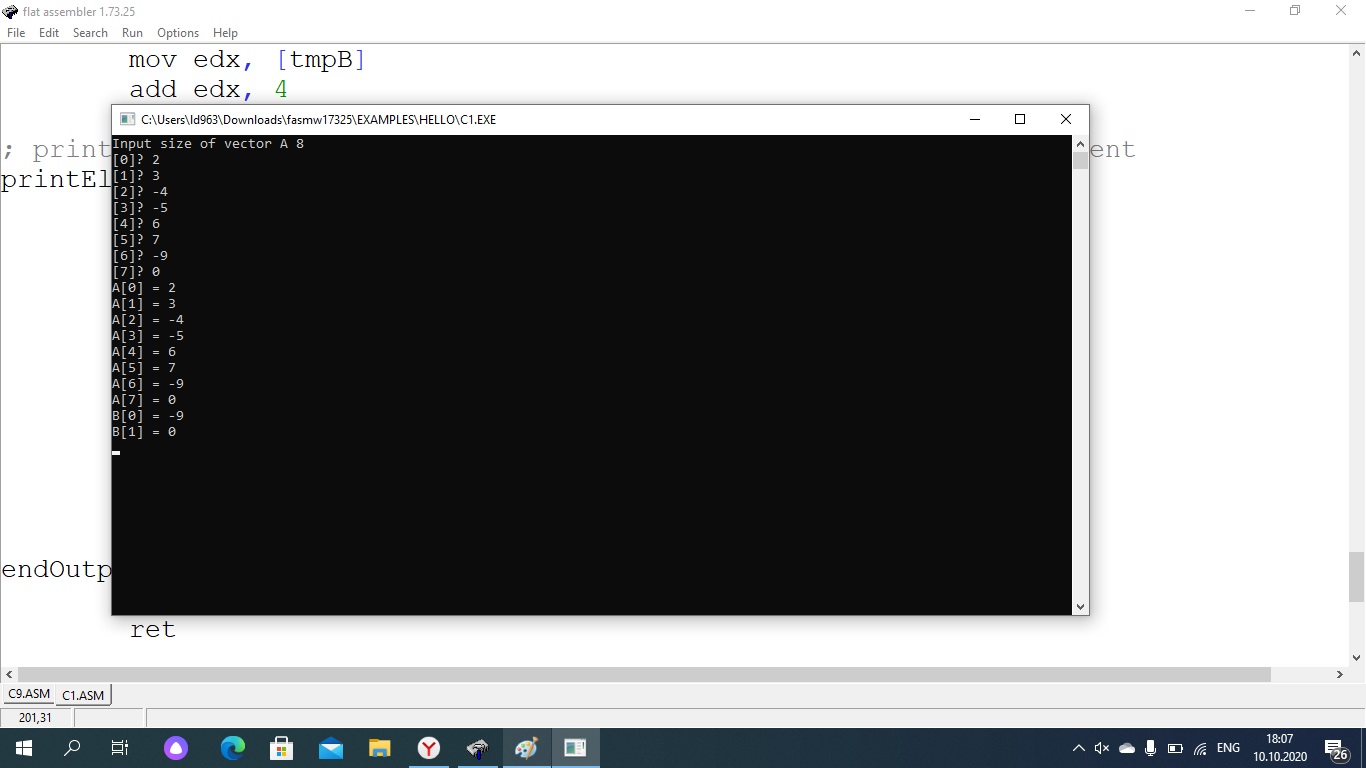 flat assembler 1.73.25
File Edit Search Run Options Help
mov edx, [tmpB]
add edx, 4
; print
ent
printEl
C:\Users\ld963\Downloads\fasmw17325\EXAMPLES\HELLO\C1.EXE
Input size of vector A 8
[0]? 2
[1]? 3
[2]? -4
[3]? -5
[4]? 6
[5]? 7
[6]? -9
[7]? 0
A[0] = 2
A[1] = 3
A[2] = -4
A[3] = -5
A[4] = 6
A[5] = 7
A[6] = -9
A[7] = 0
B[0] = -9
B[1] = 0
endOutp
ret
C9.ASM C1.ASM
201,31
ENG
18:07
10.10.2020
26